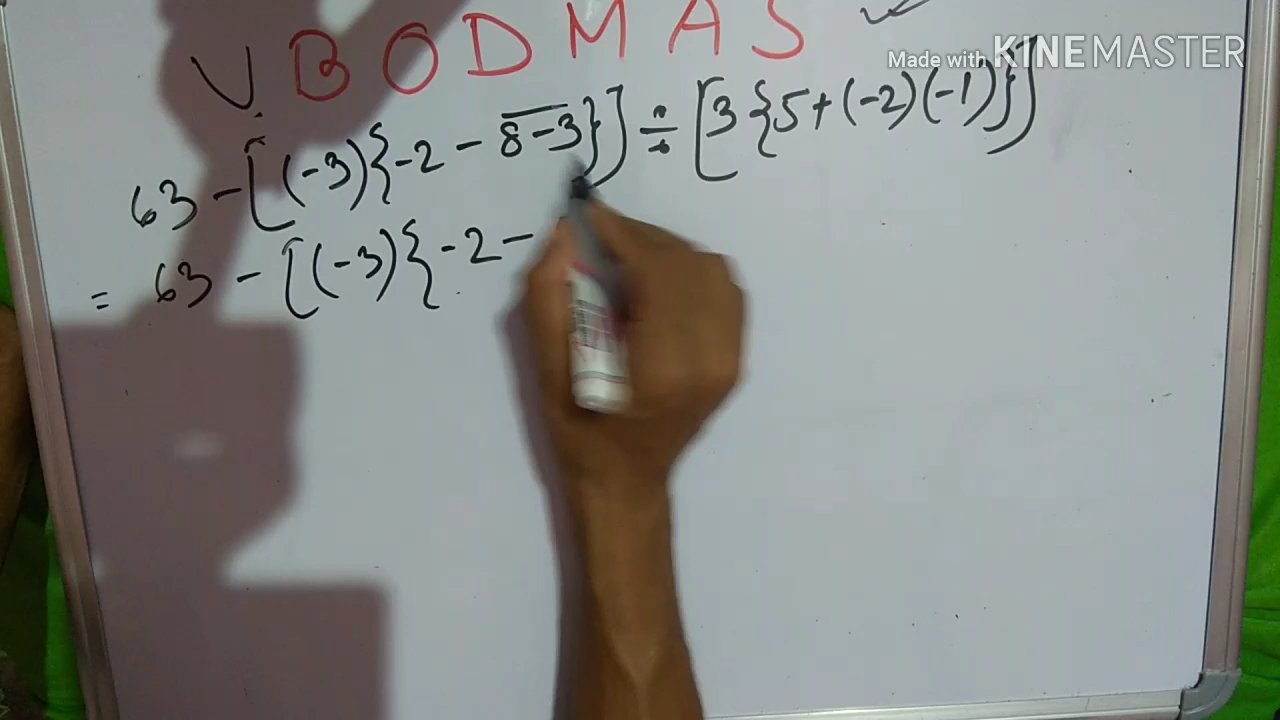 VBODMAS ✓
Made with KINEMASTER
63 - [(-3){-2 - 8̅ ̅-̅ ̅3̅}] ÷ [3{5+(-2)(-1)}]
= 63 - [(-3){-2 -